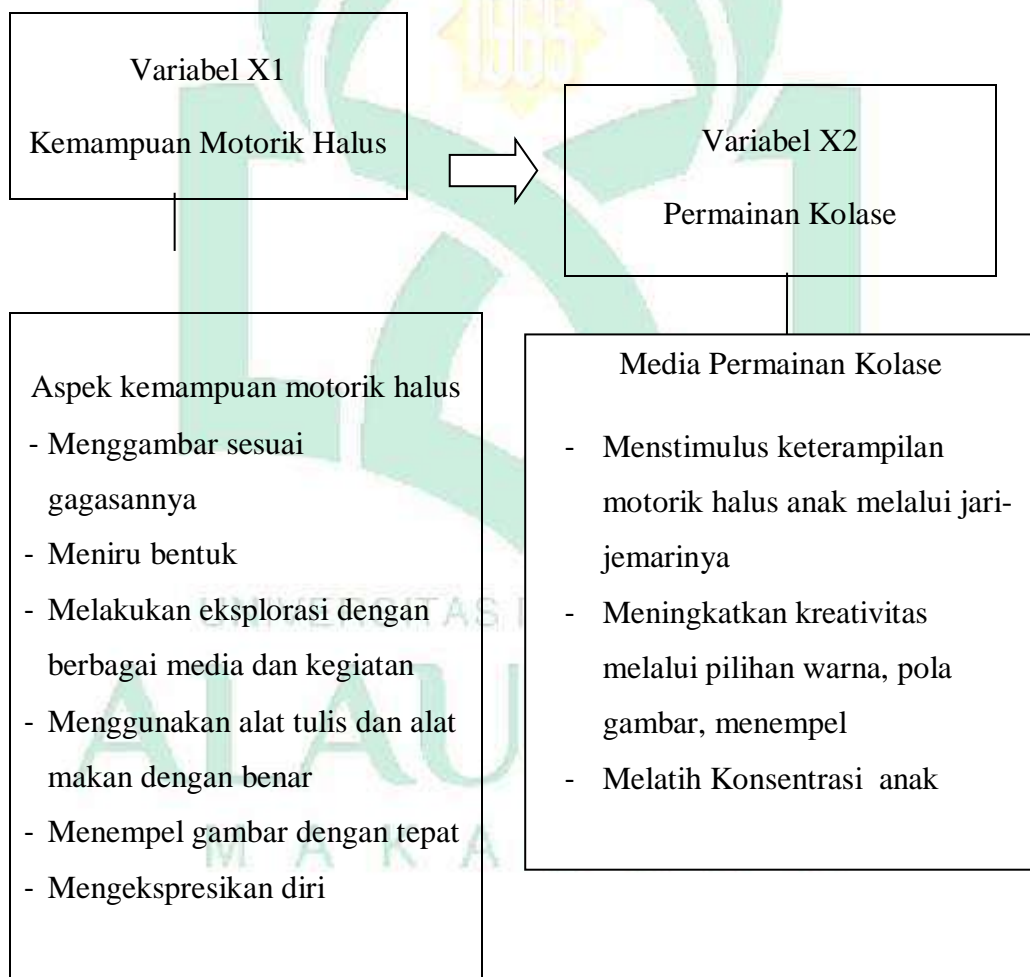 1965
Variabel X1
Kemampuan Motorik Halus
Variabel X2
Permainan Kolase
Aspek kemampuan motorik halus
- Menggambar sesuai
gagasannya
- Meniru bentuk
- Melakukan eksplorasi dengan
berbagai media dan kegiatan
- Menggunakan alat tulis dan alat
makan dengan benar
- Menempel gambar dengan tepat
- Mengekspresikan diri
Media Permainan Kolase
- Menstimulus keterampilan
motorik halus anak melalui jari-
jemarinya
- Meningkatkan kreativitas
melalui pilihan warna, pola
gambar, menempel
- Melatih Konsentrasi anak
UNIVERSITAS